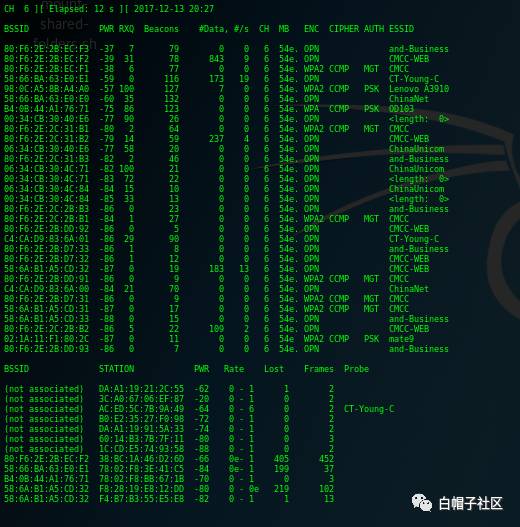 CH  6 ][ Elapsed: 12 s ][ 2017-12-13 20:27
BSSID              PWR RXQ  Beacons    #Data, #/s  CH  MB   ENC  CIPHER AUTH ESSID
80:F6:2E:2B:EC:F3  -37   7       79        0    0   6  54e. OPN              and-Business
80:F6:2E:2B:EC:F2  -39  31       78      843    9   6  54e. OPN              CMCC-WEB
80:F6:2E:2B:EC:F1  -38   6       77        0    0   6  54e. WPA2 CCMP   MGT  CMCC
58:66:BA:63:E0:E1  -59   0      116      173   19   6  54e. OPN              CT-Young-C
98:0C:A5:8B:A4:A0  -57 100      127        7    0   6  54e. WPA2 CCMP   PSK  Lenovo A3910
58:66:BA:63:E0:E0  -60  35      132        0    0   6  54e. OPN              ChinaNet
B4:0B:44:A1:76:71  -75  86      123        0    0   6  54e. WPA  CCMP   PSK  OD103
00:34:CB:30:40:E6  -77  90       26        0    0   6  54e. OPN              <length:  0>
80:F6:2E:2C:31:B1  -80   2       64        0    0   6  54e. WPA2 CCMP   MGT  CMCC
80:F6:2E:2C:31:B2  -79  14       59      237    4   6  54e. OPN              CMCC-WEB
06:34:CB:30:40:E6  -77  58       20        0    0   6  54e. OPN              ChinaUnicom
80:F6:2E:2C:31:B3  -82   2       46        0    0   6  54e. OPN              and-Business
06:34:CB:30:4C:71  -82 100       21        0    0   6  54e. OPN              ChinaUnicom
00:34:CB:30:4C:71  -83  72       22        0    0   6  54e. OPN              <length:  0>
06:34:CB:30:4C:84  -84  15       10        0    0   6  54e. OPN              ChinaUnicom
00:34:CB:30:4C:84  -85  33       13        0    0   6  54e. OPN              <length:  0>
80:F6:2E:2C:2B:B3  -86   0       23        0    0   6  54e. OPN              and-Business
80:F6:2E:2C:2B:B1  -84   1       27        0    0   6  54e. WPA2 CCMP   MGT  CMCC
80:F6:2E:2B:DD:92  -86   0        5        0    0   6  54e. OPN              CMCC-WEB
C4:CA:D9:83:6A:01  -86  29       90        0    0   6  54e. OPN              CT-Young-C
80:F6:2E:2B:D7:33  -86   1        8        0    0   6  54e. OPN              and-Business
80:F6:2E:2B:D7:32  -86   1       12        0    0   6  54e. OPN              CMCC-WEB
58:6A:B1:A5:CD:32  -87   0       19      183   13   6  54e. OPN              CMCC-WEB
80:F6:2E:2B:DD:91  -86   0        9        0    0   6  54e. WPA2 CCMP   MGT  CMCC
C4:CA:D9:83:6A:00  -84  21       70        0    0   6  54e. OPN              ChinaNet
80:F6:2E:2B:D7:31  -86   0        9        0    0   6  54e. WPA2 CCMP   MGT  CMCC
58:6A:B1:A5:CD:31  -87   0       17        0    0   6  54e. WPA2 CCMP   MGT  CMCC
58:6A:B1:A5:CD:33  -88   0       15        0    0   6  54e. OPN              and-Business
80:F6:2E:2C:2B:B2  -86   5       22      109    2   6  54e. OPN              CMCC-WEB
02:1A:11:F1:80:2C  -87   0       11        0    0   6  54e. WPA2 CCMP   PSK  mate9
80:F6:2E:2B:DD:93  -86   0        7        0    0   6  54e. OPN              and-Business
BSSID              STATION            PWR   Rate    Lost    Frames  Probe
(not associated)   DA:A1:19:21:2C:55  -62    0 - 1      1        2
(not associated)   3C:A0:67:06:EF:87  -20    0 - 1      0        2
(not associated)   AC:ED:5C:7B:9A:49  -64    0 - 6      0        2  CT-Young-C
(not associated)   B0:E2:35:27:F0:98  -72    0 - 1      0        2
(not associated)   DA:A1:19:91:5A:33  -74    0 - 1      0        2
(not associated)   60:14:B3:7B:7F:11  -80    0 - 1      0        3
(not associated)   1C:CD:E5:74:93:58  -88    0 - 1      0        2
80:F6:2E:2B:EC:F2  38:BC:1A:46:D2:6D  -66    0e- 1    405      452
58:66:BA:63:E0:E1  78:02:F8:3E:41:C5  -84    0e- 1    199       37
B4:0B:44:A1:76:71  78:02:F8:BB:67:1B  -70    0 - 1      0        3
58:6A:B1:A5:CD:32  F8:28:19:E8:12:DD  -80    0 - 0e   219      102
58:6A:B1:A5:CD:32  F4:B7:B3:55:E5:E8  -82    0 - 1      1       13
mount-
shared-
folders.sh
白帽子社区